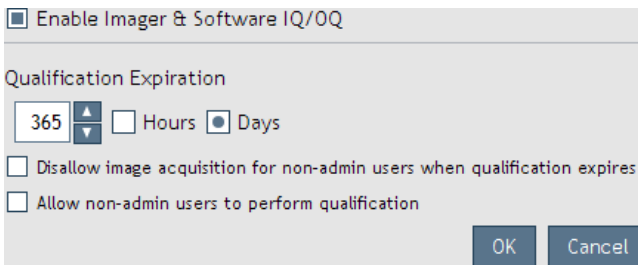 Enable Imager & Software IQ/OQ
Qualification Expiration
365 Hours Days
Disallow image acquisition for non-admin users when qualification expires
Allow non-admin users to perform qualification
OK Cancel